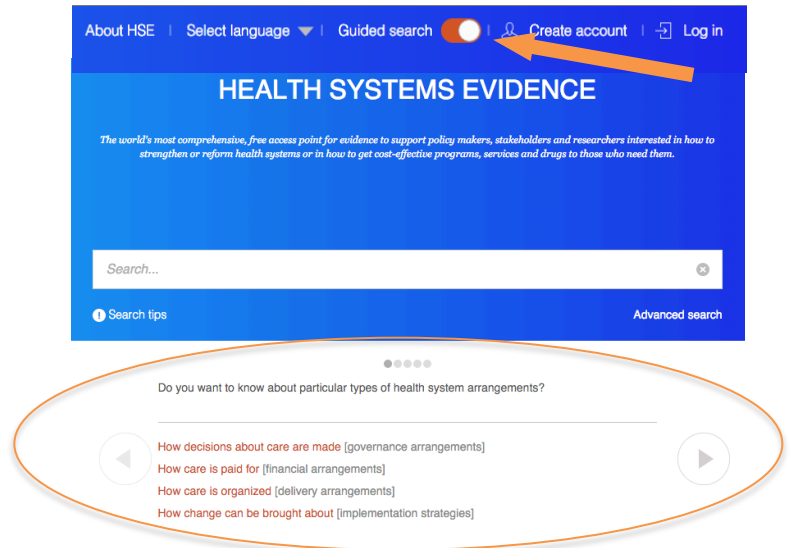 About HSE | Select language Guided search | Create account | Log in
HEALTH SYSTEMS EVIDENCE
The world's most comprehensive, free access point for evidence to support policy makers, stakeholders and researchers interested in how to
strengthen or reform health systems or in how to get cost-effective programs, services and drugs to those who need them.
Search...
Search tips
Advanced search
Do you want to know about particular types of health system arrangements?
How decisions about care are made [governance arrangements]
How care is paid for [financial arrangements]
How care is organized [delivery arrangements]
How change can be brought about [implementation strategies]